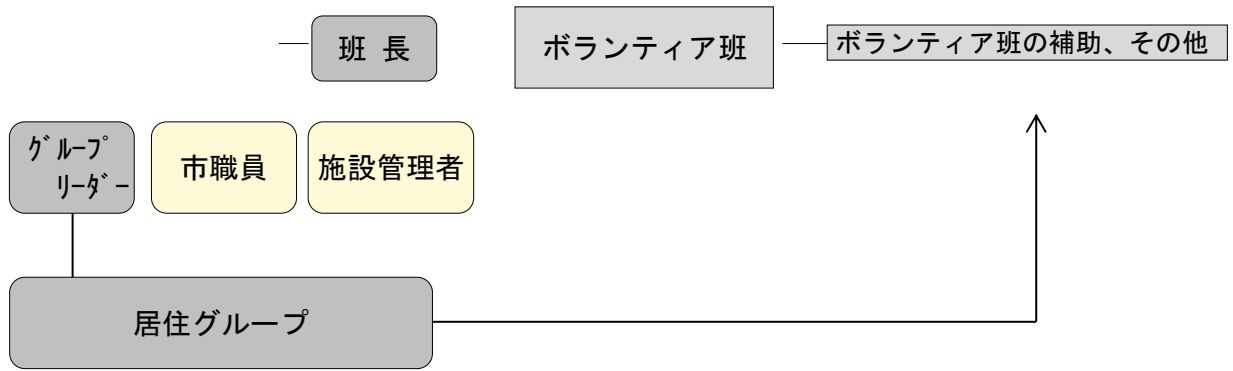 班 長
ボランティア班
ボランティア班の補助、その他
ｸﾞﾙｰﾌﾟ
ﾘｰﾀﾞｰ
市職員
施設管理者
居住グループ